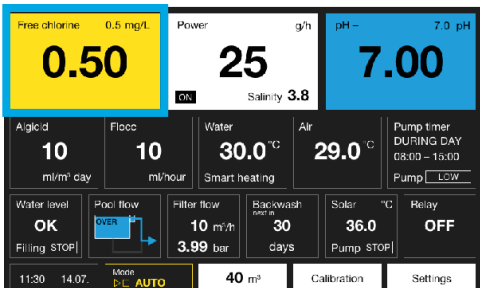 Free chlorine 0.5 mg/L
0.50
Power g/h
25
ON Salinity 3.8
pH – 7.0 pH
7.00
Algicid
10
ml/m³ day
Flocc
10
ml/hour
Water
30.0 °C
Smart heating
Air
29.0 °C
Pump timer
DURING DAY
08:00 – 15:00
Pump LOW
Water level
OK
Filling STOP
Pool flow
OVER
Filter flow
10 m³/h
3.99 bar
Backwash
next in
30
days
Solar °C
36.0
Pump STOP
Relay
OFF
11:30 14.07.
Mode
AUTO
40 m³
Calibration
Settings